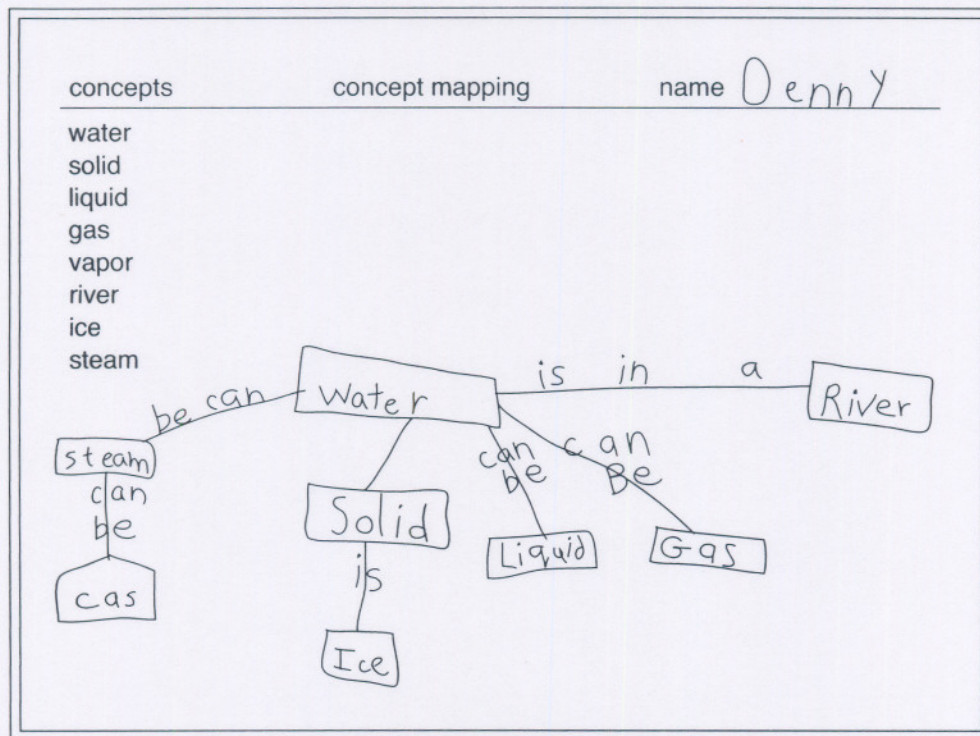 concepts concept mapping name Denny
water
solid
liquid
gas
vapor
river
ice
steam
is in a
Water
River
be can
steam
can
be
can
be
can
Be
Solid
Liquid
Gas
is
cas
Ice